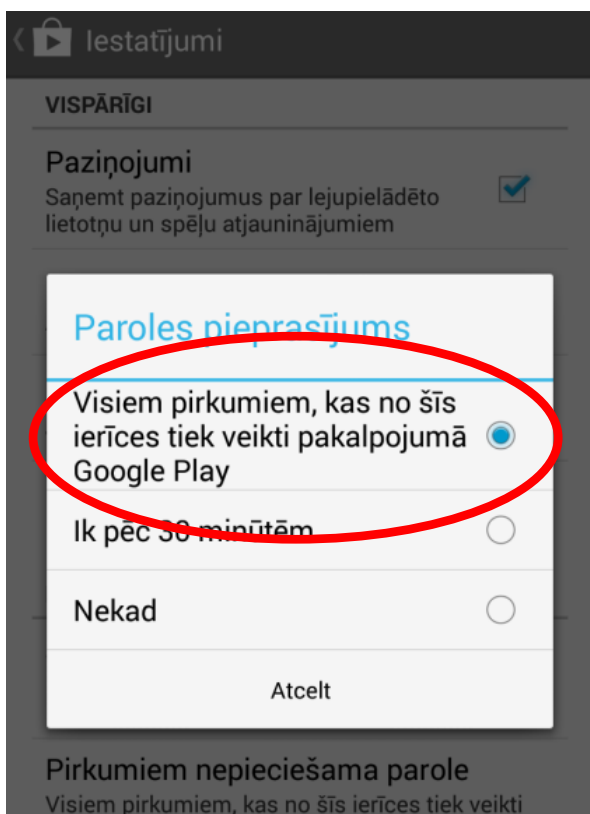 Iestatījumi
VISPĀRĪGI
Paziņojumi
Saņemt paziņojumus par lejupielādēto
lietotņu un spēļu atjauninājumiem
Paroles pieprasījums
Visiem pirkumiem, kas no šīs
ierīces tiek veikti pakalpojumā
Google Play
Ik pēc 30 minūtēm
Nekad
Atcelt
Pirkumiem nepieciešama parole
Visiem pirkumiem, kas no šīs ierīces tiek veikti